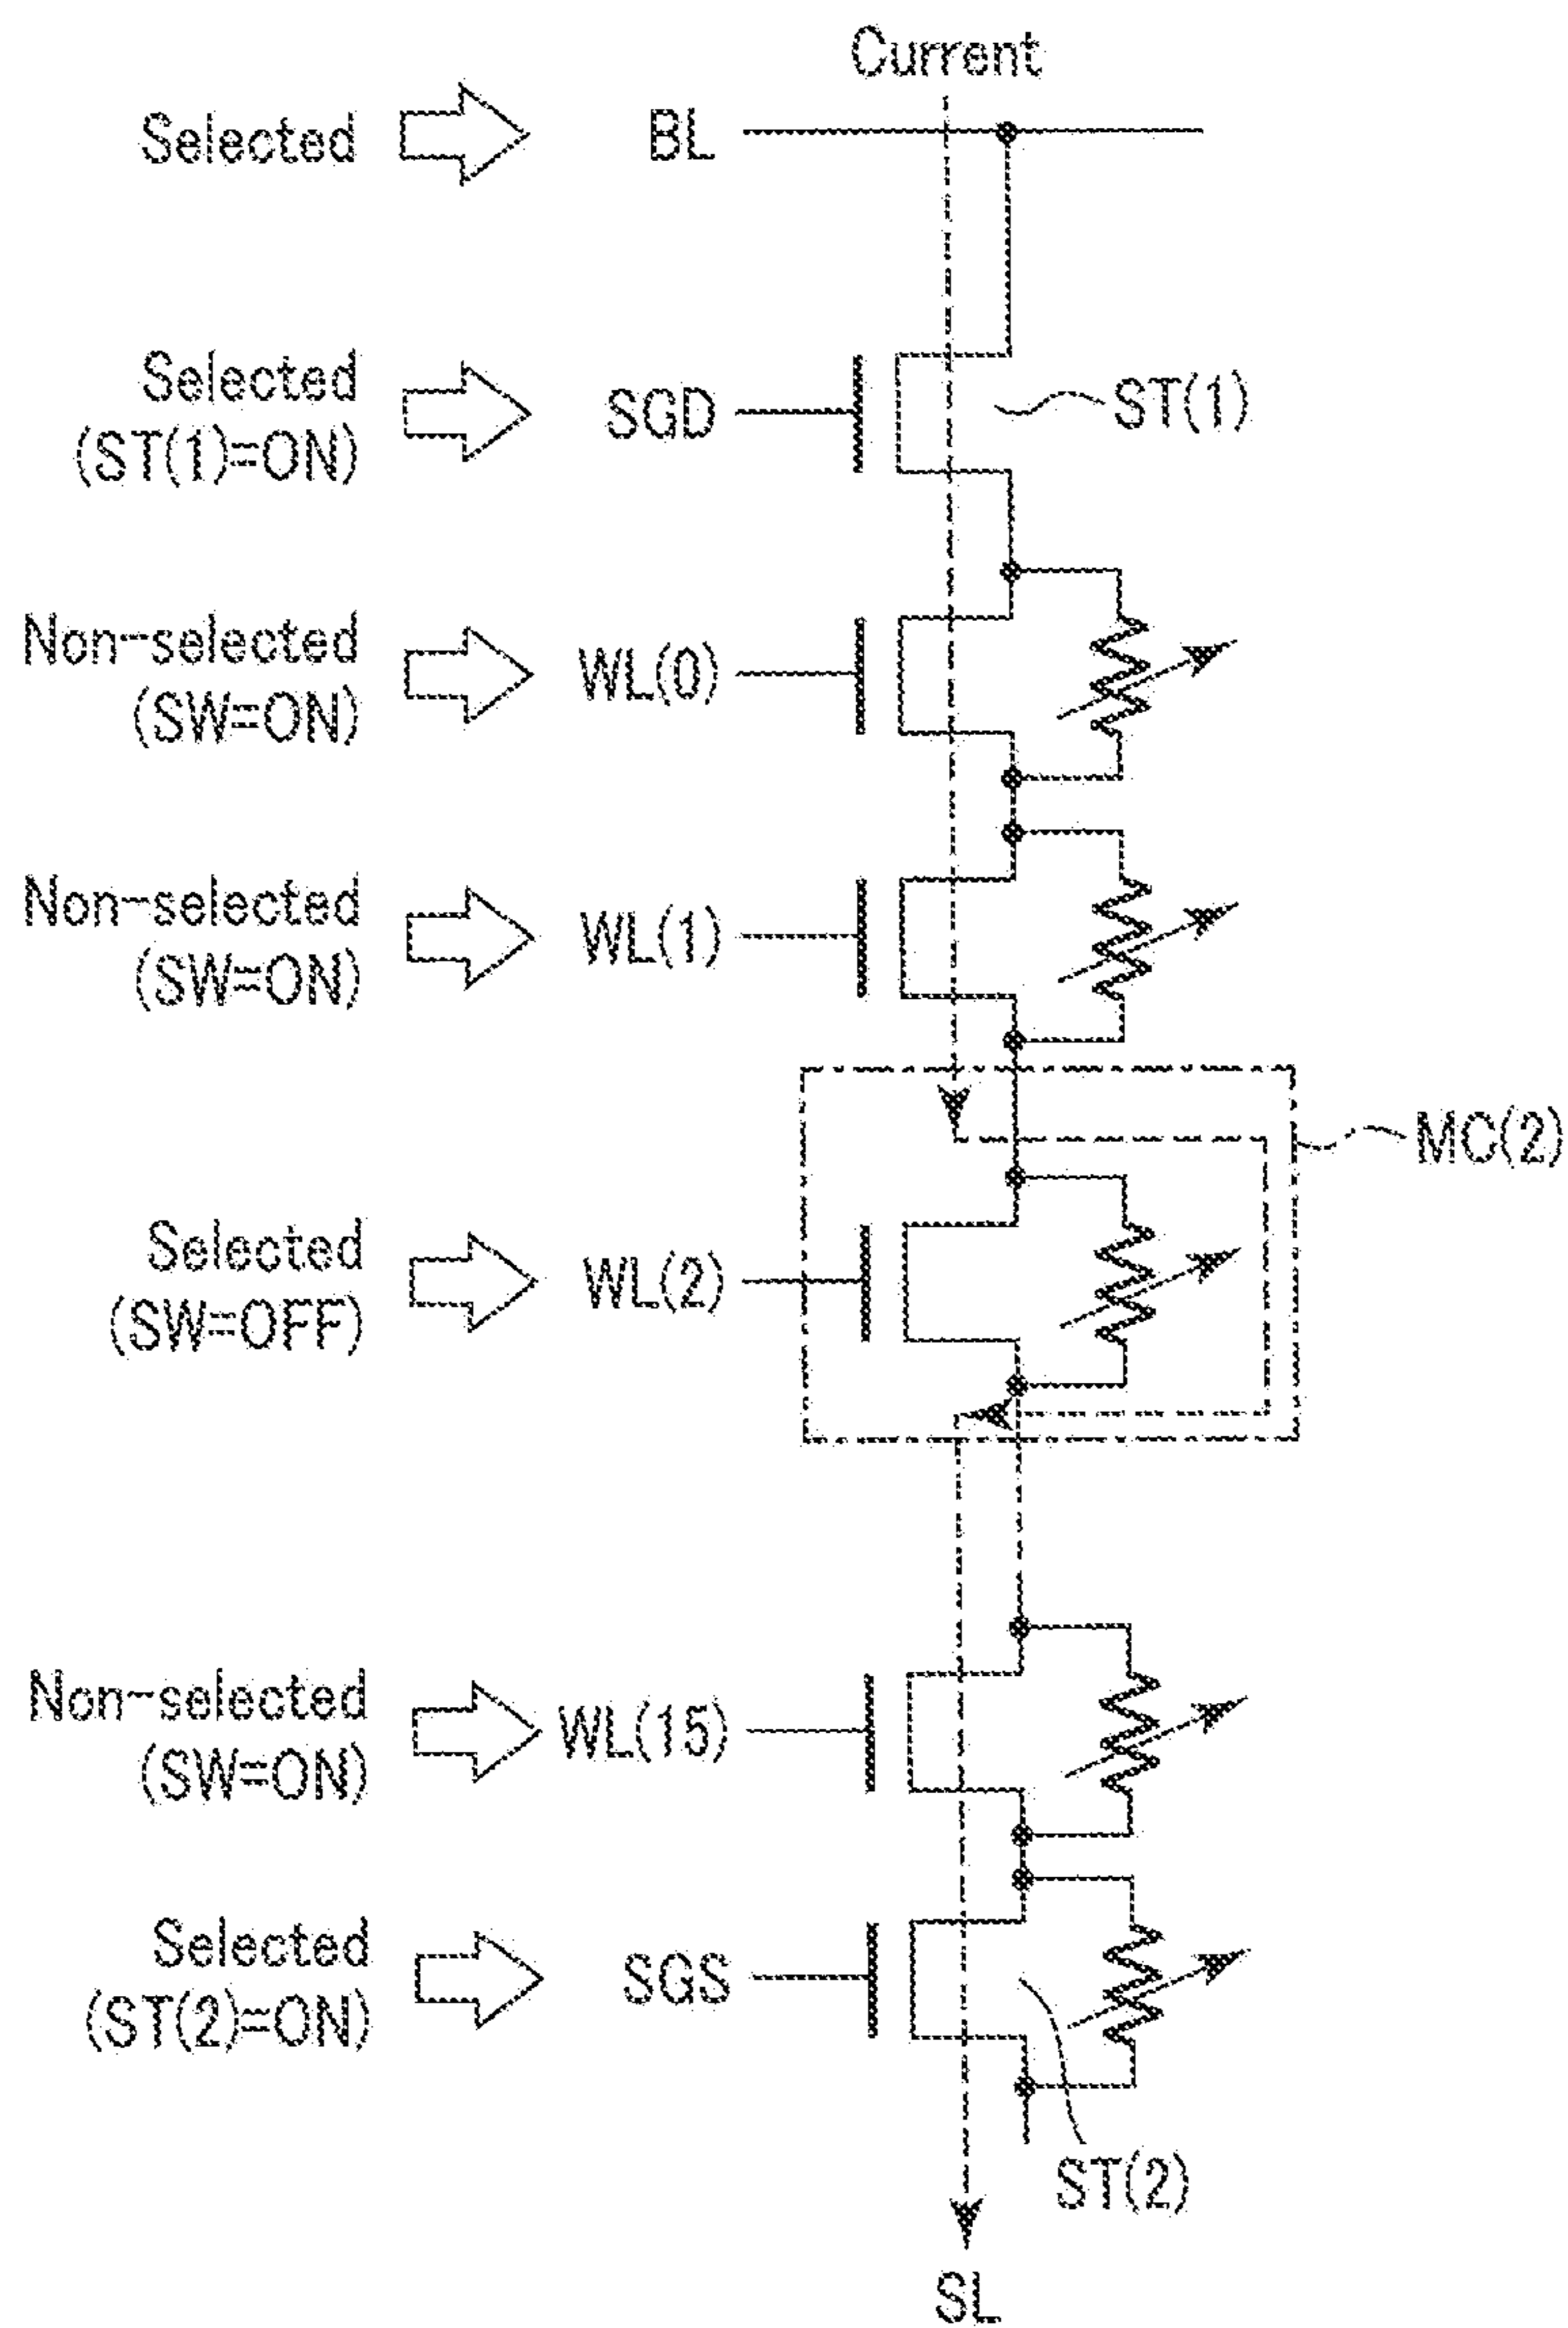 Current
Selected BL
Selected
(ST(1)=ON)
SGD
ST(1)
Non-selected
(SW=ON)
WL(0)
Non-selected
(SW=ON)
WL(1)
MC(2)
Selected
(SW=OFF)
WL(2)
Non-selected
(SW=ON)
WL(15)
Selected
(ST(2)=ON)
SGS
ST(2)
SL